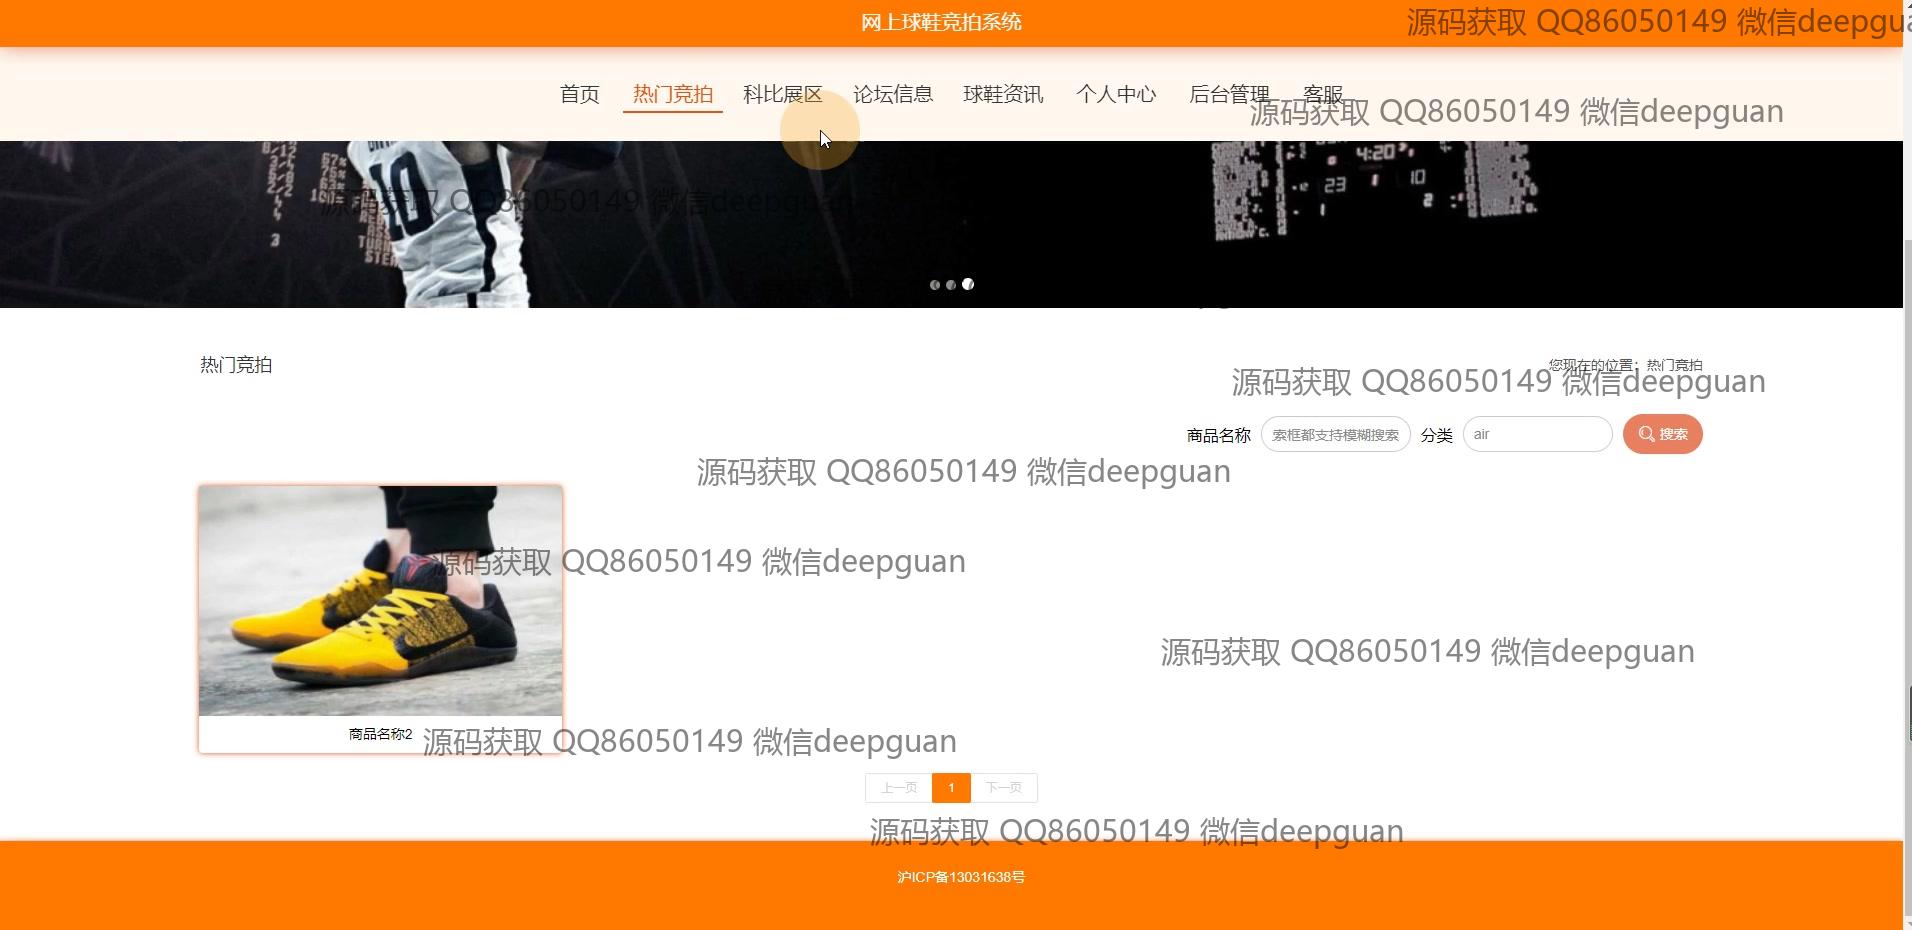 网上球鞋竞拍系统
源码获取 QQ86050149 微信deepgua
首页 热门竞拍 科比展区 论坛信息 球鞋资讯 个人中心 后台管理 客服
源码获取 QQ86050149 微信deepguan
67%
4:20
23
10
10
2
3
源码获取 QQ86050149 微信deepguan
热门竞拍
您现在的位置：热门竞拍
源码获取 QQ86050149 微信deepguan
商品名称 索框都支持模糊搜索 分类 air 搜索
源码获取 QQ86050149 微信deepguan
源码获取 QQ86050149 微信deepguan
源码获取 QQ86050149 微信deepguan
商品名称2
源码获取 QQ86050149 微信deepguan
上一页 1 下一页
源码获取 QQ86050149 微信deepguan
沪ICP备13031638号